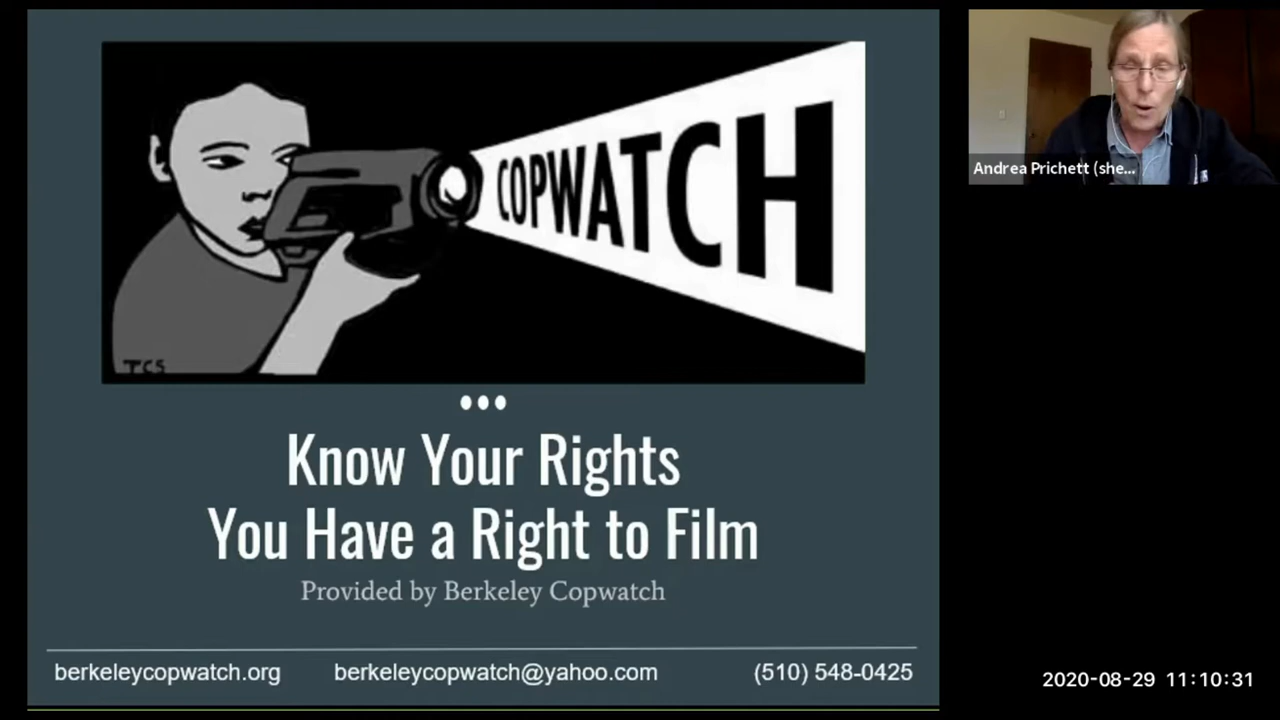 COPWATCH
TCS
Know Your Rights
You Have a Right to Film
Provided by Berkeley Copwatch
berkeleycopwatch.org berkeleycopwatch@yahoo.com (510) 548-0425
Andrea Prichett (she...
2020-08-29 11:10:31